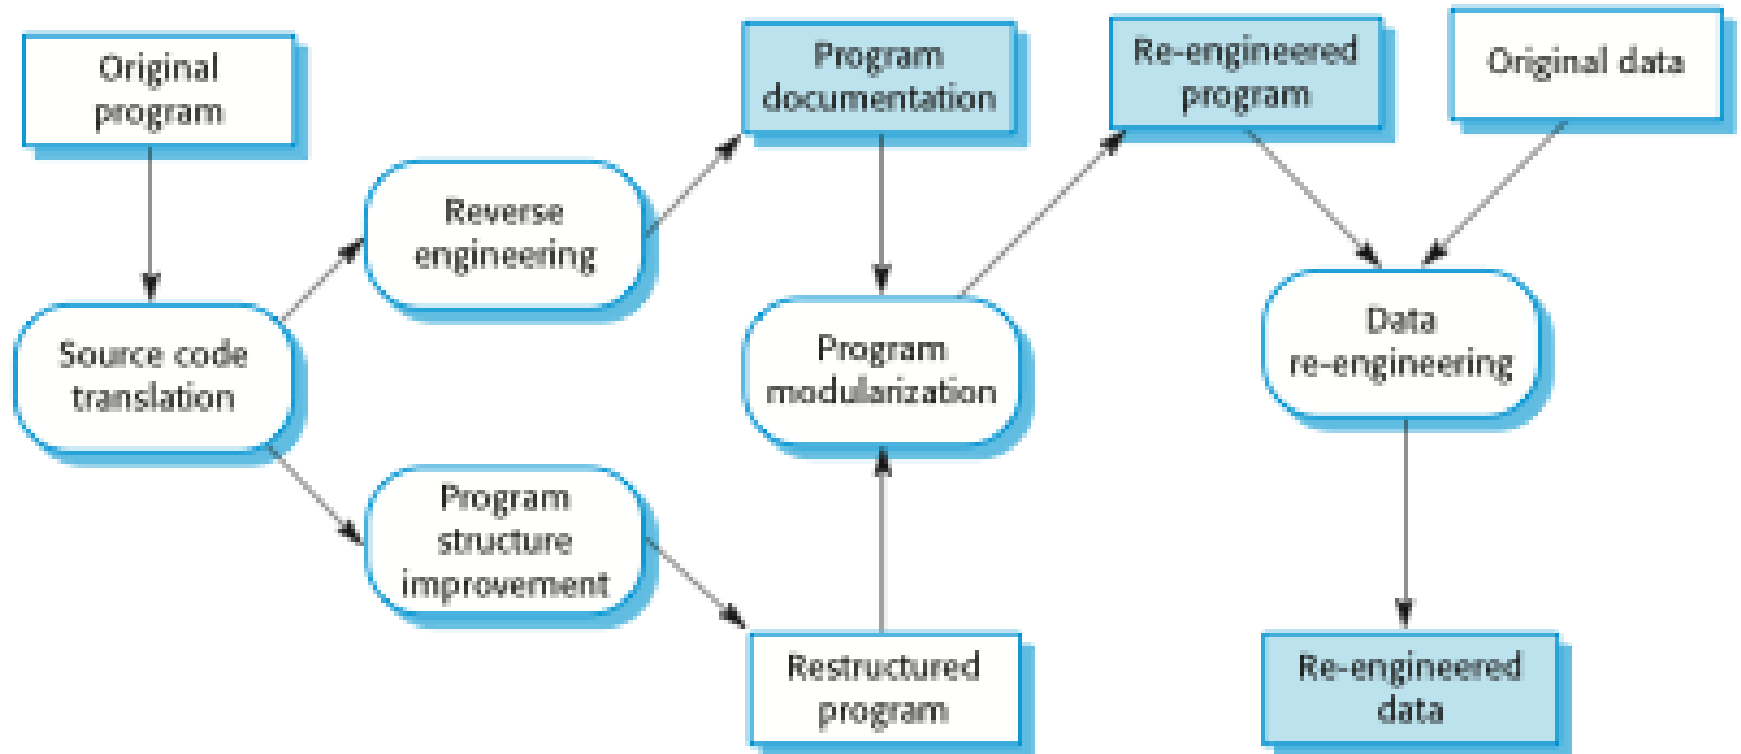 Original
program
Program
documentation
Re-engineered
program
Original data
Reverse
engineering
Source code
translation
Program
modularization
Data
re-engineering
Program
structure
improvement
Restructured
program
Re-engineered
data